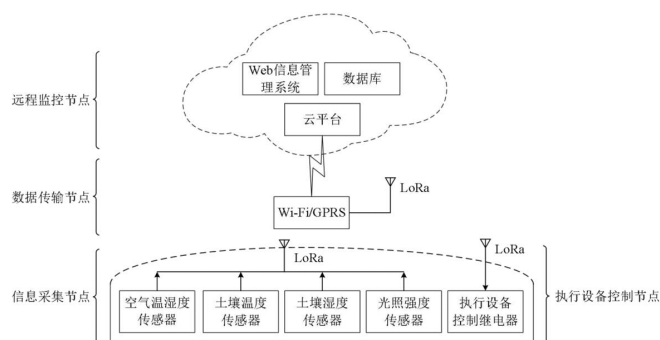 Web信息管
理系统
数据库
远程监控节点
云平台
数据传输节点
LoRa
Wi-Fi/GPRS
LoRa
LoRa
信息采集节点
空气温湿度
传感器
土壤温度
传感器
土壤湿度
传感器
光照强度
传感器
执行设备
控制继电器
执行设备控制节点